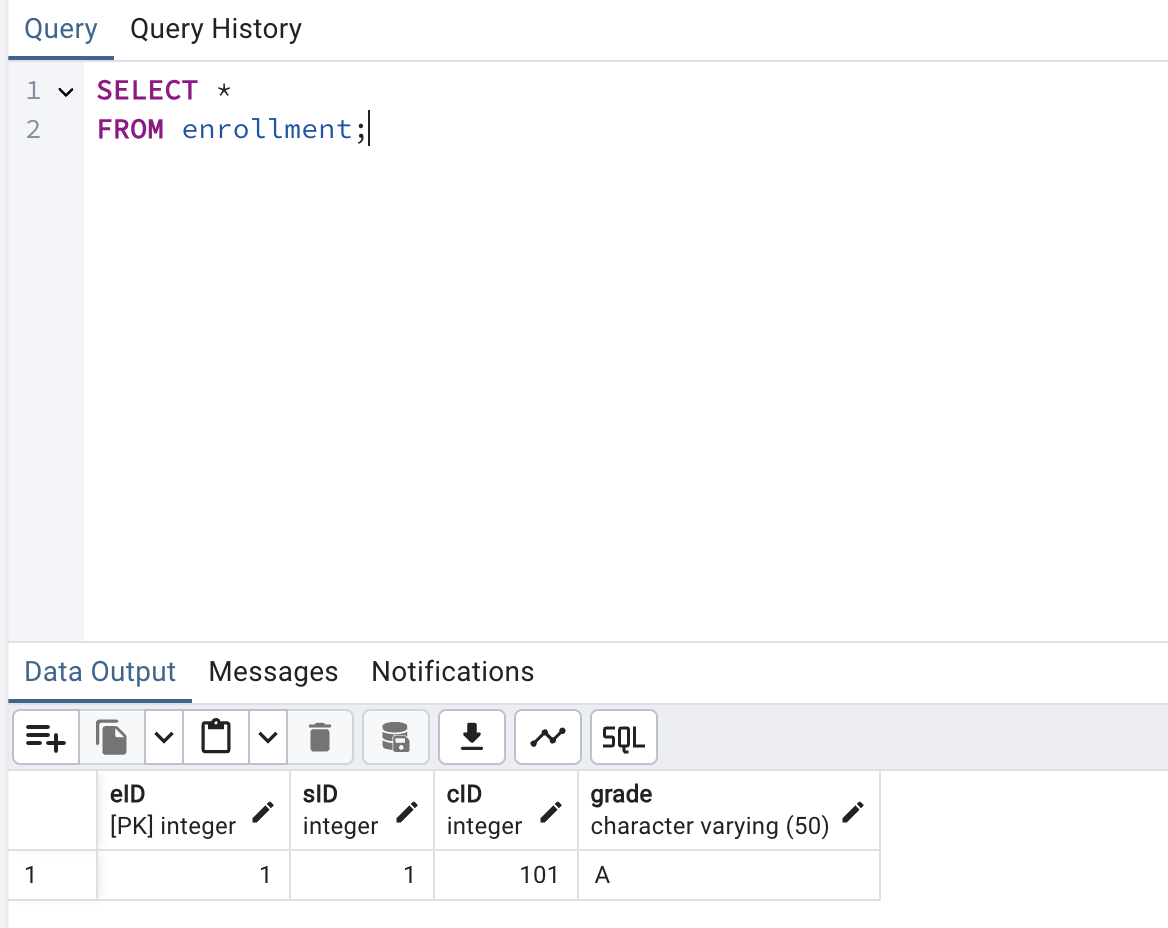 Query Query History
1 SELECT *
2 FROM enrollment;
Data Output Messages Notifications
SQL
eID sID cID grade
[PK] integer integer integer character varying (50)
1 1 1 101 A